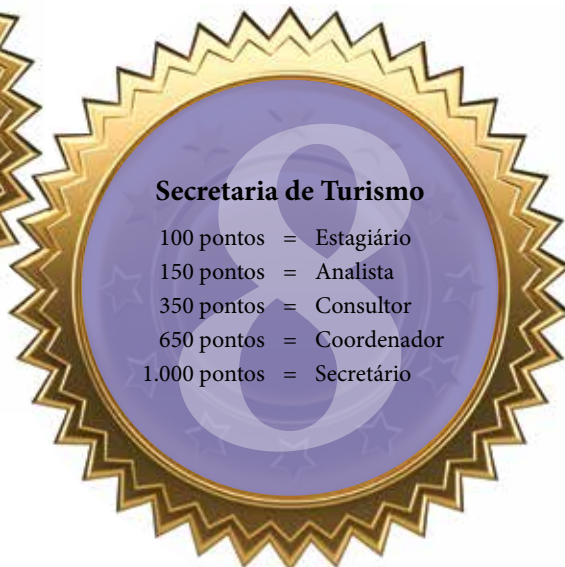 8
Secretaria de Turismo
100 pontos = Estagiário
150 pontos = Analista
350 pontos = Consultor
650 pontos = Coordenador
1.000 pontos = Secretário